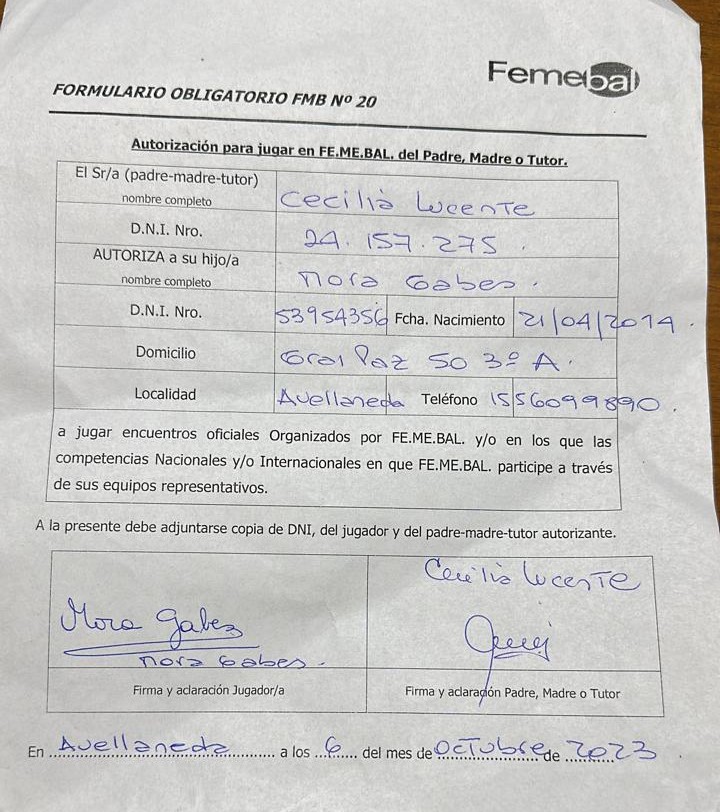 Femebal
FORMULARIO OBLIGATORIO FMB Nº 20
Autorización para jugar en FE.ME.BAL. del Padre, Madre o Tutor.
El Sr/a (padre-madre-tutor)
nombre completo
Cecilia Lucente
D.N.I. Nro.
24.157.275.
AUTORIZA a su hijo/a
nombre completo
Mora Gabes.
D.N.I. Nro. 53954356 Fcha. Nacimiento 21/04/2014.
Domicilio Gral Paz 50 3º A.
Localidad Avellaneda Teléfono 1556099890.
a jugar encuentros oficiales Organizados por FE.ME.BAL. y/o en los que las
competencias Nacionales y/o Internacionales en que FE.ME.BAL. participe a través
de sus equipos representativos.
A la presente debe adjuntarse copia de DNI, del jugador y del padre-madre-tutor autorizante.
Cecilia Lucente
Mora Gabes
Mora Gabes.
Firma y aclaración Jugador/a
Firma y aclaración Padre, Madre o Tutor
En Avellaneda a los 6 del mes de Octubre de 2023